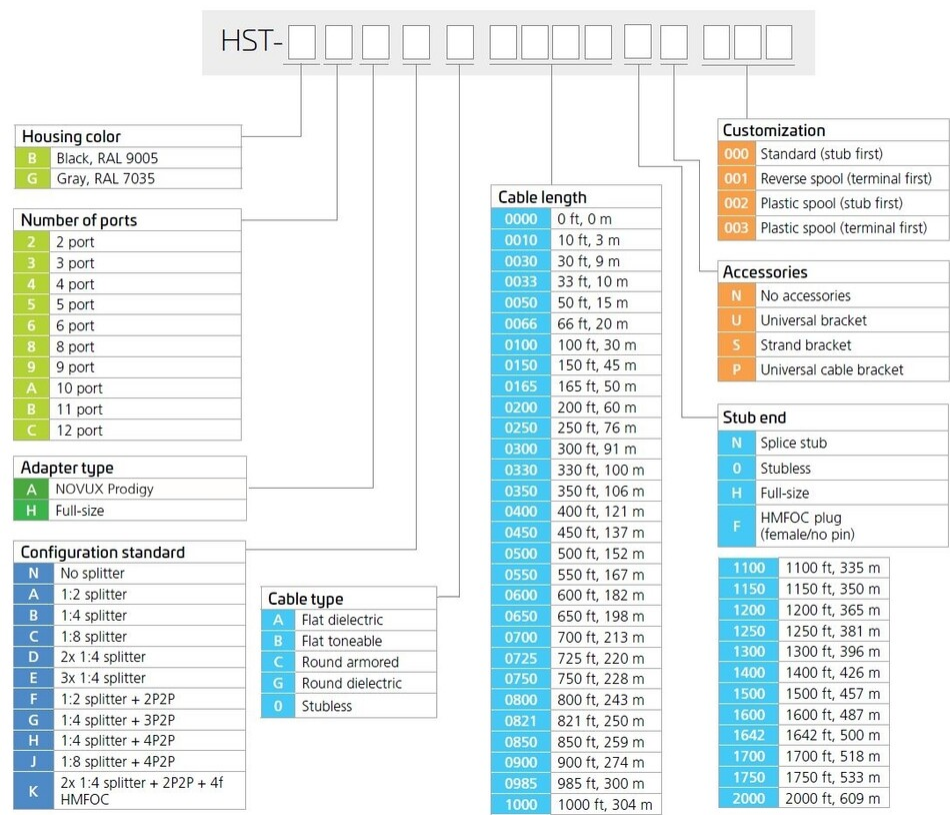 HST-
Housing color
B Black, RAL 9005
G Gray, RAL 7035
Number of ports
2 2 port
3 3 port
4 4 port
5 5 port
6 6 port
8 8 port
9 9 port
A 10 port
B 11 port
C 12 port
Adapter type
A NOVUX Prodigy
H Full-size
Configuration standard
N No splitter
A 1:2 splitter
B 1:4 splitter
C 1:8 splitter
D 2x 1:4 splitter
E 3x 1:4 splitter
F 1:2 splitter + 2P2P
G 1:4 splitter + 3P2P
H 1:4 splitter + 4P2P
J 1:8 splitter + 4P2P
K 2x 1:4 splitter + 2P2P + 4f
HMFOC
Cable type
A Flat dielectric
B Flat toneable
C Round armored
G Round dielectric
0 Stubless
Cable length
0000 0 ft, 0 m
0010 10 ft, 3 m
0030 30 ft, 9 m
0033 33 ft, 10 m
0050 50 ft, 15 m
0066 66 ft, 20 m
0100 100 ft, 30 m
0150 150 ft, 45 m
0165 165 ft, 50 m
0200 200 ft, 60 m
0250 250 ft, 76 m
0300 300 ft, 91 m
0330 330 ft, 100 m
0350 350 ft, 106 m
0400 400 ft, 121 m
0450 450 ft, 137 m
0500 500 ft, 152 m
0550 550 ft, 167 m
0600 600 ft, 182 m
0650 650 ft, 198 m
0700 700 ft, 213 m
0725 725 ft, 220 m
0750 750 ft, 228 m
0800 800 ft, 243 m
0821 821 ft, 250 m
0850 850 ft, 259 m
0900 900 ft, 274 m
0985 985 ft, 300 m
1000 1000 ft, 304 m
Customization
000 Standard (stub first)
001 Reverse spool (terminal first)
002 Plastic spool (stub first)
003 Plastic spool (terminal first)
Accessories
N No accessories
U Universal bracket
S Strand bracket
P Universal cable bracket
Stub end
N Splice stub
0 Stubless
H Full-size
F HMFOC plug
(female/no pin)
1100 1100 ft, 335 m
1150 1150 ft, 350 m
1200 1200 ft, 365 m
1250 1250 ft, 381 m
1300 1300 ft, 396 m
1400 1400 ft, 426 m
1500 1500 ft, 457 m
1600 1600 ft, 487 m
1642 1642 ft, 500 m
1700 1700 ft, 518 m
1750 1750 ft, 533 m
2000 2000 ft, 609 m